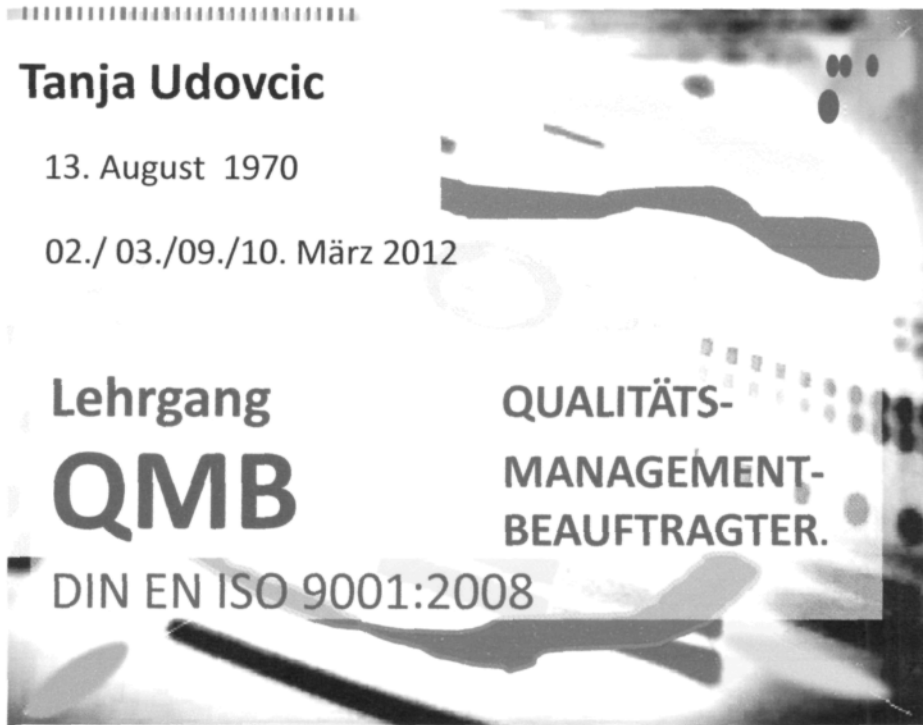 Tanja Udovcic
13. August 1970
02./ 03./09./10. März 2012
Lehrgang
QMB
DIN EN ISO 9001:2008
QUALITÄTS-
MANAGEMENT-
BEAUFTRAGTER.